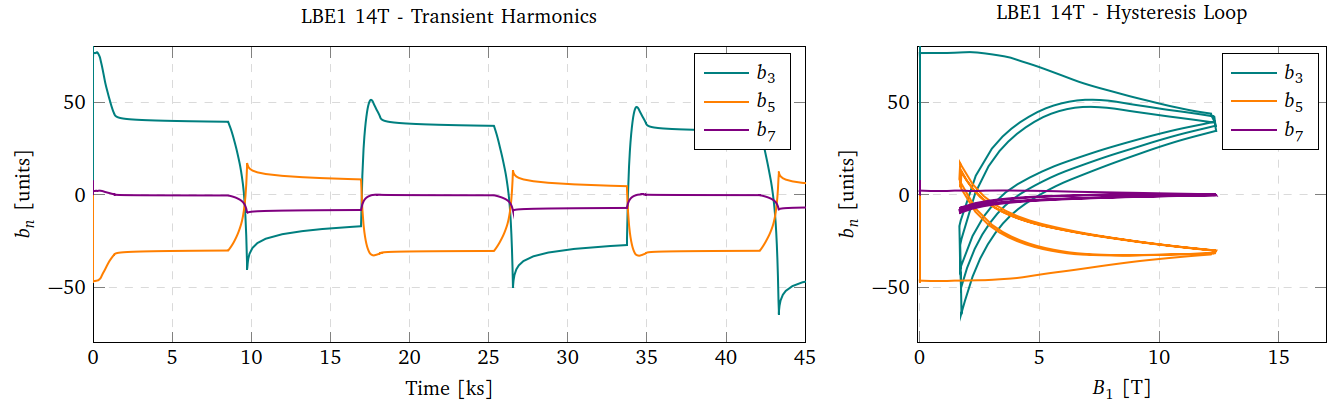 LBE1 14T - Transient Harmonics
b3
b5
b7
50
0
−50
bn [units]
0 5 10 15 20 25 30 35 40 45
Time [ks]
LBE1 14T - Hysteresis Loop
b3
b5
b7
50
0
−50
bn [units]
0 5 10 15
B1 [T]